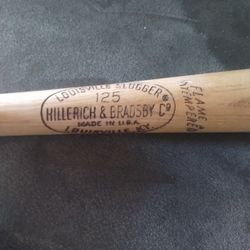 LOUISVILLE SLUGGER
125
HILLERICH & BRADSBY Cº
MADE IN U.S.A.
LOUISVILLE, KY.
FLAME
TEMPERED